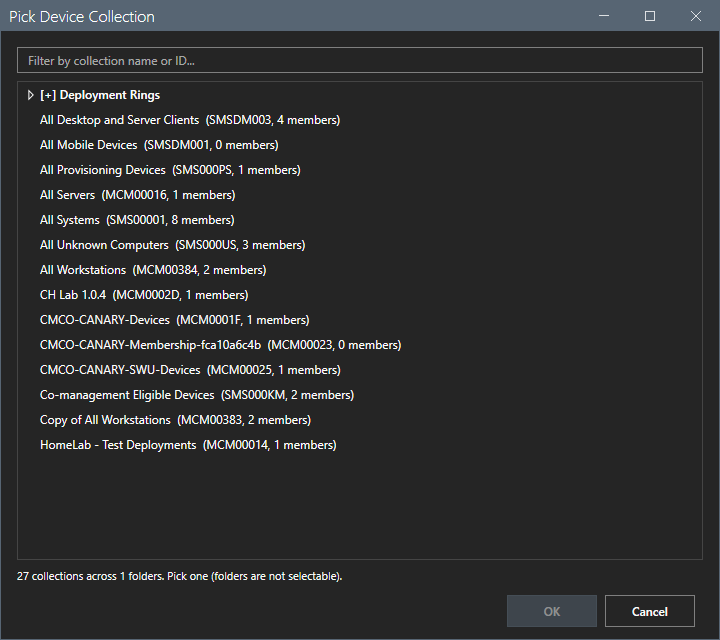 Pick Device Collection
Filter by collection name or ID...
[+] Deployment Rings
All Desktop and Server Clients (SMSDM003, 4 members)
All Mobile Devices (SMSDM001, 0 members)
All Provisioning Devices (SMS000PS, 1 members)
All Servers (MCM00016, 1 members)
All Systems (SMS00001, 8 members)
All Unknown Computers (SMS000US, 3 members)
All Workstations (MCM00384, 2 members)
CH Lab 1.0.4 (MCM0002D, 1 members)
CMCO-CANARY-Devices (MCM0001F, 1 members)
CMCO-CANARY-Membership-fca10a6c4b (MCM00023, 0 members)
CMCO-CANARY-SWU-Devices (MCM00025, 1 members)
Co-management Eligible Devices (SMS000KM, 2 members)
Copy of All Workstations (MCM00383, 2 members)
HomeLab - Test Deployments (MCM00014, 1 members)
27 collections across 1 folders. Pick one (folders are not selectable).
OK Cancel